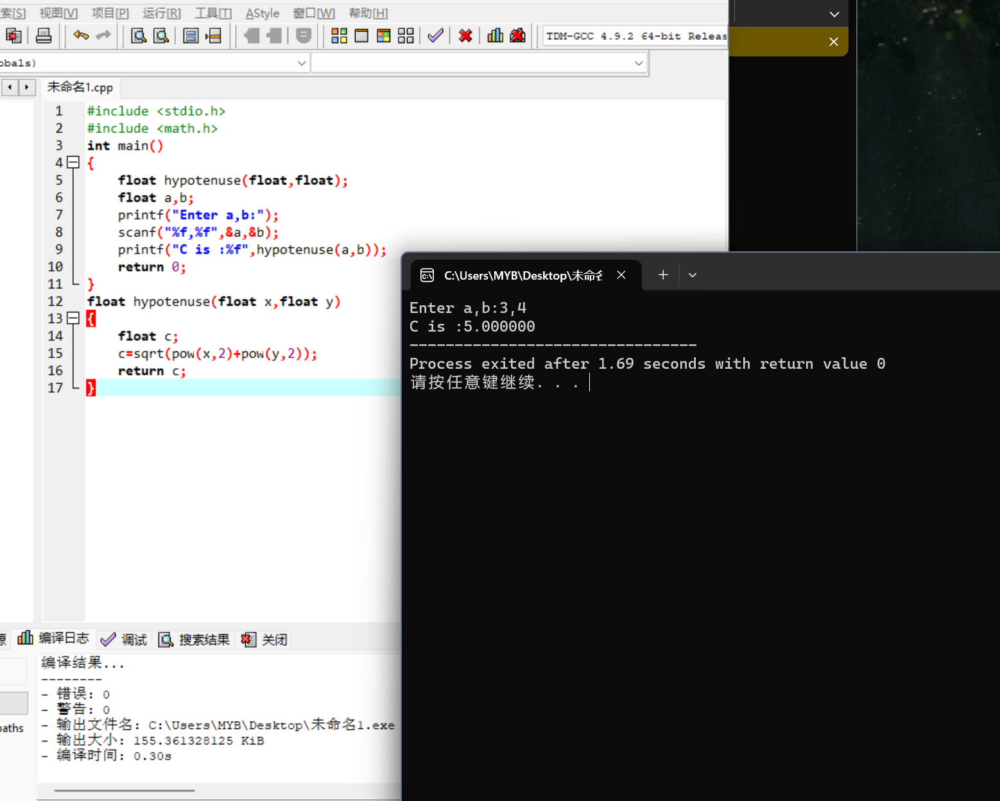 索[S] 视图[V] 项目[P] 运行[R] 工具[T] AStyle 窗口[W] 帮助[H]
TDM-GCC 4.9.2 64-bit Releas
obals)
未命名1.cpp
1 #include <stdio.h>
2 #include <math.h>
3 int main()
4 {
5 float hypotenuse(float,float);
6 float a,b;
7 printf("Enter a,b:");
8 scanf("%f,%f",&a,&b);
9 printf("C is :%f",hypotenuse(a,b));
10 return 0;
11 }
12 float hypotenuse(float x,float y)
13 {
14 float c;
15 c=sqrt(pow(x,2)+pow(y,2));
16 return c;
17 }
C:\Users\MYB\Desktop\未命名
Enter a,b:3,4
C is :5.000000
--------------------------------
Process exited after 1.69 seconds with return value 0
请按任意键继续. . .
源 编译日志 调试 搜索结果 关闭
编译结果...
--------
- 错误: 0
- 警告: 0
- 输出文件名: C:\Users\MYB\Desktop\未命名1.exe
- 输出大小: 155.361328125 KiB
- 编译时间: 0.30s
paths